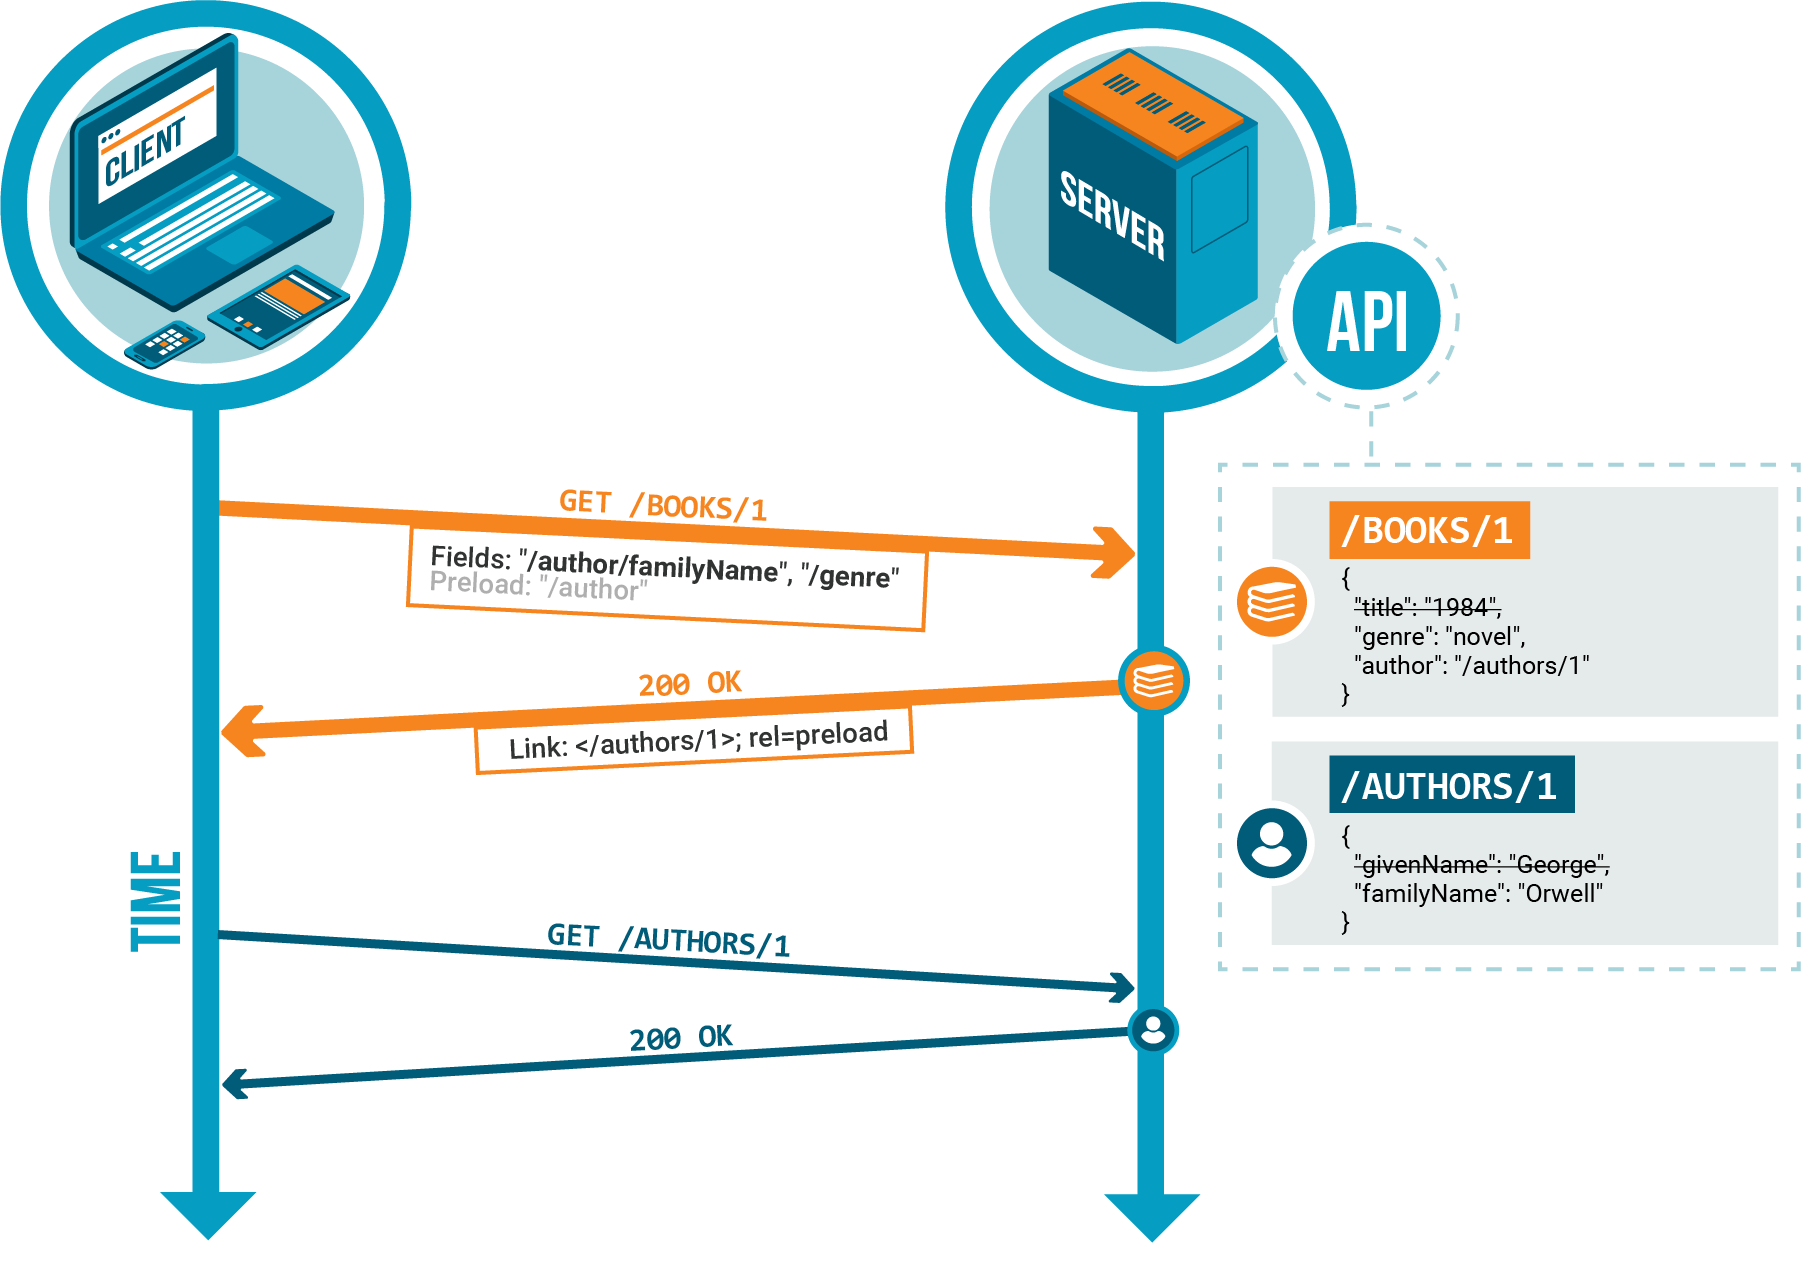 CLIENT
SERVER
API
GET /BOOKS/1
Fields: "/author/familyName", "/genre"
Preload: "/author"
200 OK
Link: </authors/1>; rel=preload
TIME
GET /AUTHORS/1
200 OK
/BOOKS/1
{
"title": "1984",
"genre": "novel",
"author": "/authors/1"
}
/AUTHORS/1
{
"givenName": "George",
"familyName": "Orwell"
}